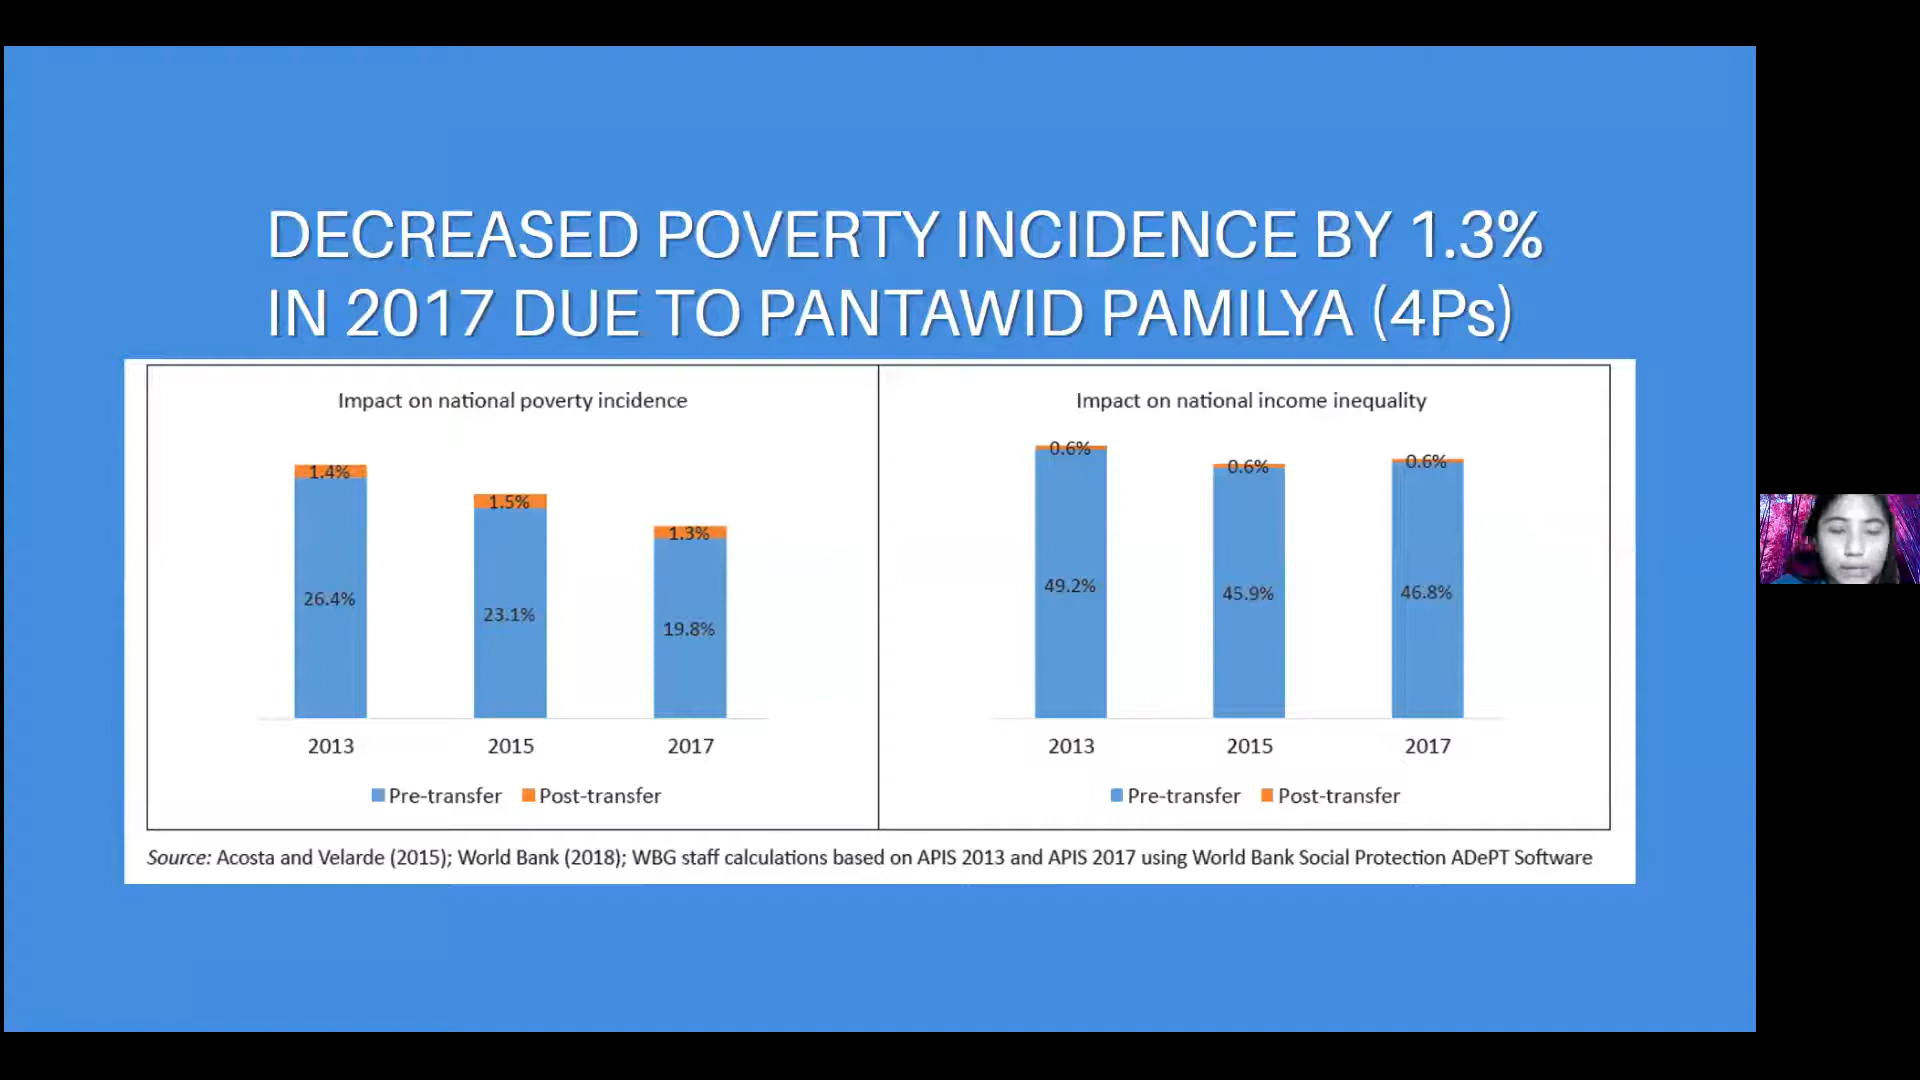 DECREASED POVERTY INCIDENCE BY 1.3%
IN 2017 DUE TO PANTAWID PAMILYA (4Ps)
Impact on national poverty incidence
1.4%
1.5%
1.3%
26.4%
23.1%
19.8%
2013 2015 2017
Pre-transfer Post-transfer
Impact on national income inequality
0.6%
0.6%
0.6%
49.2%
45.9%
46.8%
2013 2015 2017
Pre-transfer Post-transfer
Source: Acosta and Velarde (2015); World Bank (2018); WBG staff calculations based on APIS 2013 and APIS 2017 using World Bank Social Protection ADePT Software